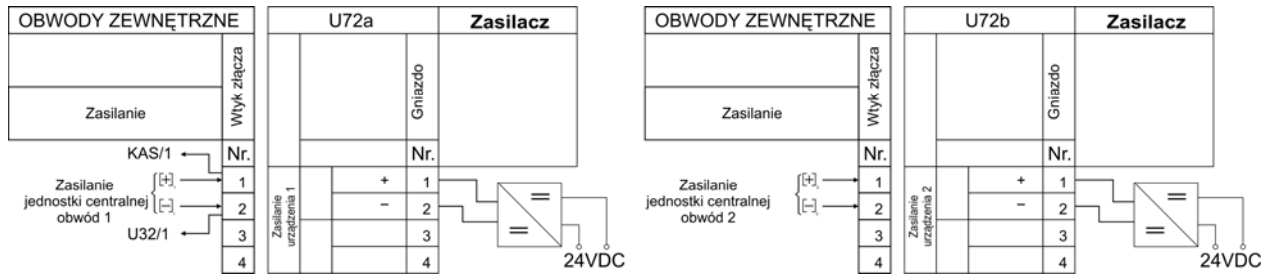 OBWODY ZEWNĘTRZNE
U72a
Zasilacz
Wtyk złącza
Gniazdo
Zasilanie
KAS/1
Nr.
Nr.
Zasilanie
jednostki centralnej
obwód 1
[+]
[-]
U32/1
1
2
3
4
Zasilanie
urządzenia 1
+
−
1
2
3
4
=
=
24VDC
OBWODY ZEWNĘTRZNE
U72b
Zasilacz
Wtyk złącza
Gniazdo
Zasilanie
Nr.
Nr.
Zasilanie
jednostki centralnej
obwód 2
[+]
[-]
1
2
3
4
Zasilanie
urządzenia 2
+
−
1
2
3
4
=
=
24VDC